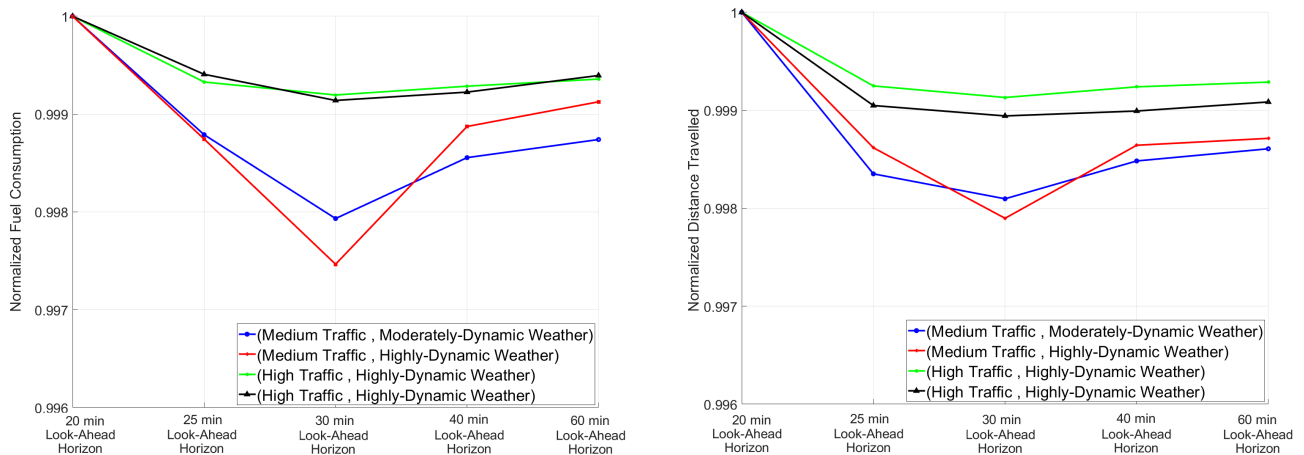 Normalized Fuel Consumption
1
0.999
0.998
0.997
0.996
(Medium Traffic , Moderately-Dynamic Weather)
(Medium Traffic , Highly-Dynamic Weather)
(High Traffic , Highly-Dynamic Weather)
(High Traffic , Highly-Dynamic Weather)
20 min
Look-Ahead
Horizon
25 min
Look-Ahead
Horizon
30 min
Look-Ahead
Horizon
40 min
Look-Ahead
Horizon
60 min
Look-Ahead
Horizon
Normalized Distance Travelled
1
0.999
0.998
0.997
0.996
(Medium Traffic , Moderately-Dynamic Weather)
(Medium Traffic , Highly-Dynamic Weather)
(High Traffic , Highly-Dynamic Weather)
(High Traffic , Highly-Dynamic Weather)
20 min
Look-Ahead
Horizon
25 min
Look-Ahead
Horizon
30 min
Look-Ahead
Horizon
40 min
Look-Ahead
Horizon
60 min
Look-Ahead
Horizon